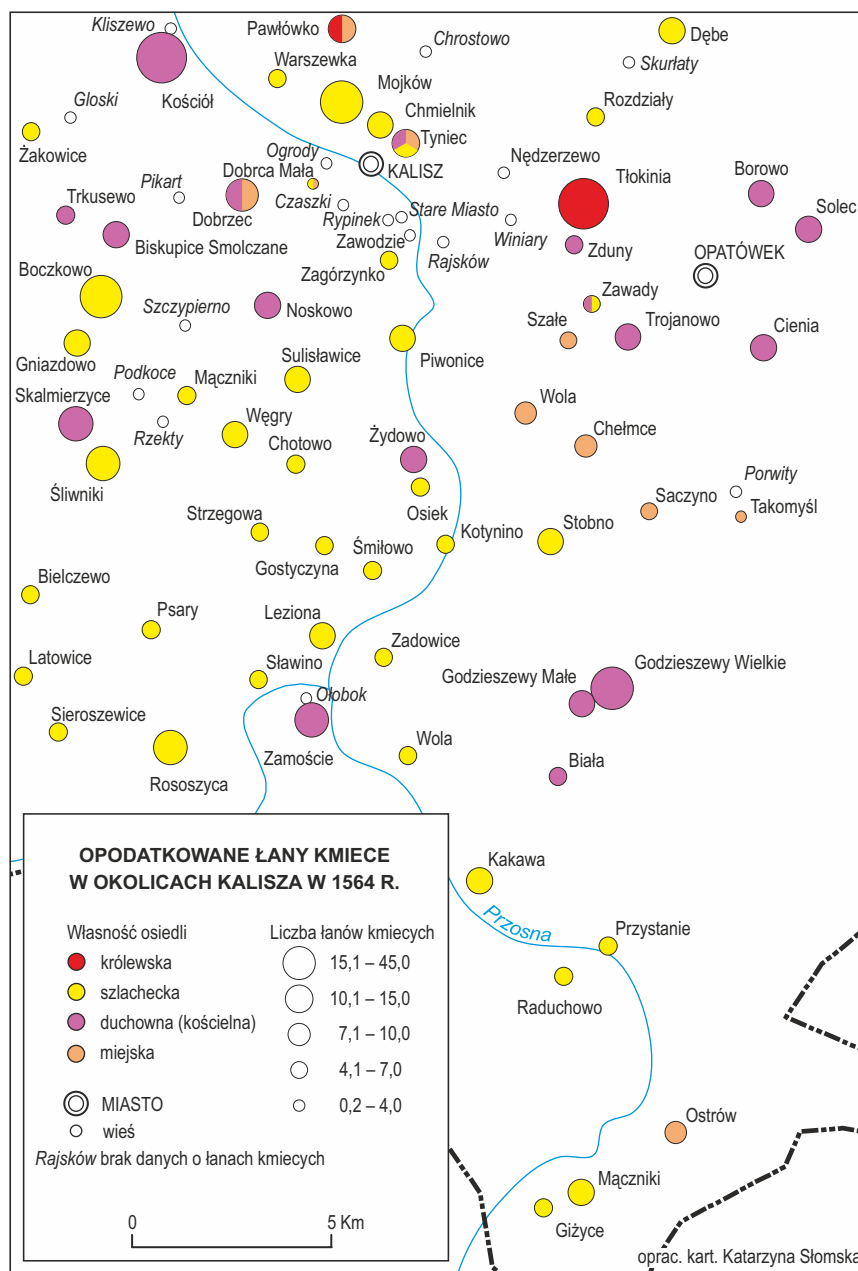 Kliszewo
Pawłówko
Chrostowo
Dębe
Warszewka
Skurłaty
Kościół
Mojków
Gloski
Chmielnik
Rozdziały
Tyniec
Żakowice
Ogrody
KALISZ
Nędzerzewo
Dobrca Mała
Tłokinia
Borowo
Pikart
Trkusewo
Czaszki
Stare Miasto
Solec
Dobrzec
Rypinek
Winiary
Biskupice Smolczane
Zawodzie
Rajsków
Zduny
OPATÓWEK
Boczkowo
Zagórzynko
Zawady
Szczypierno
Noskowo
Szałe
Trojanowo
Cienia
Gniazdowo
Sulisławice
Piwonice
Podkoce
Mączniki
Skalmierzyce
Wola
Rzekty
Węgry
Chełmce
Chotowo
Żydowo
Porwity
Śliwniki
Saczyno
Takomyśl
Osiek
Strzegowa
Kotynino
Stobno
Gostyczyna
Śmiłowo
Bielczewo
Psary
Leziona
Latowice
Zadowice
Godzieszewy Wielkie
Sławino
Godzieszewy Małe
Ołobok
Sieroszewice
Zamoście
Wola
Biała
Rososzyca
OPODATKOWANE ŁANY KMIECE
W OKOLICACH KALISZA W 1564 R.
Własność osiedli
królewska
szlachecka
duchowna (kościelna)
miejska
Liczba łanów kmiecych
15,1 – 45,0
10,1 – 15,0
7,1 – 10,0
4,1 – 7,0
0,2 – 4,0
MIASTO
wieś
Rajsków brak danych o łanach kmiecych
0 5 Km
Kakawa
Przosna
Przystanie
Raduchowo
Ostrów
Mączniki
Giżyce
oprac. kart. Katarzyna Słomska